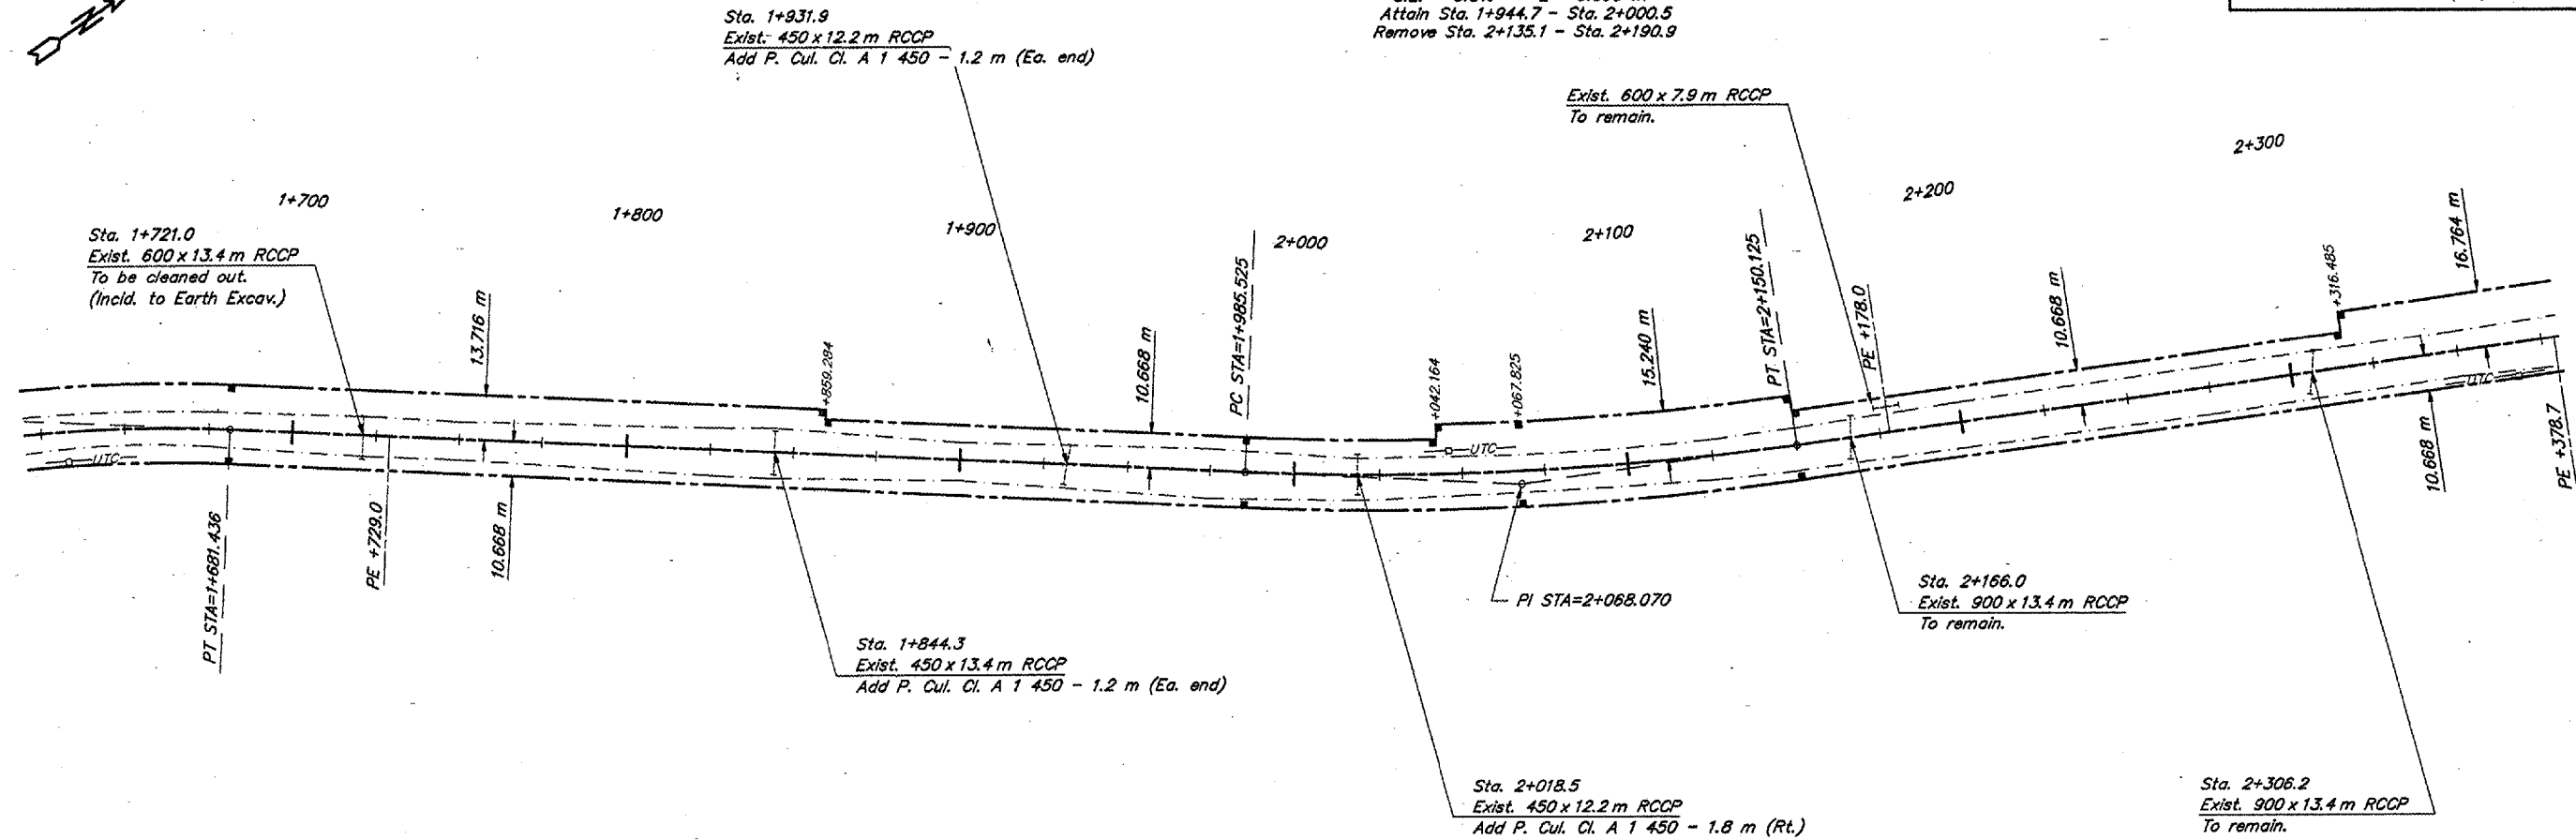 N
Sta. 1+931.9
Exist. 450 x 12.2 m RCCP
Add P. Cul. Cl. A 1 450 - 1.2 m (Ea. end)
Attain Sta. 1+944.7 - Sta. 2+000.5
Remove Sta. 2+135.1 - Sta. 2+190.9
Exist. 600 x 7.9 m RCCP
To remain.
1+700
1+800
1+900
2+000
2+100
2+200
2+300
Sta. 1+721.0
Exist. 600 x 13.4 m RCCP
To be cleaned out.
(Incid. to Earth Excav.)
13.716 m
+859.284
10.668 m
PC STA=1+985.525
+042.164
+067.825
15.240 m
PT STA=2+150.125
PE +178.0
10.668 m
+316.485
16.764 m
UTC
UTC
UTC
PT STA=1+681.436
PE +729.0
10.668 m
10.668 m
PE +378.7
PI STA=2+068.070
Sta. 1+844.3
Exist. 450 x 13.4 m RCCP
Add P. Cul. Cl. A 1 450 - 1.2 m (Ea. end)
Sta. 2+166.0
Exist. 900 x 13.4 m RCCP
To remain.
Sta. 2+018.5
Exist. 450 x 12.2 m RCCP
Add P. Cul. Cl. A 1 450 - 1.8 m (Rt.)
Sta. 2+306.2
Exist. 900 x 13.4 m RCCP
To remain.